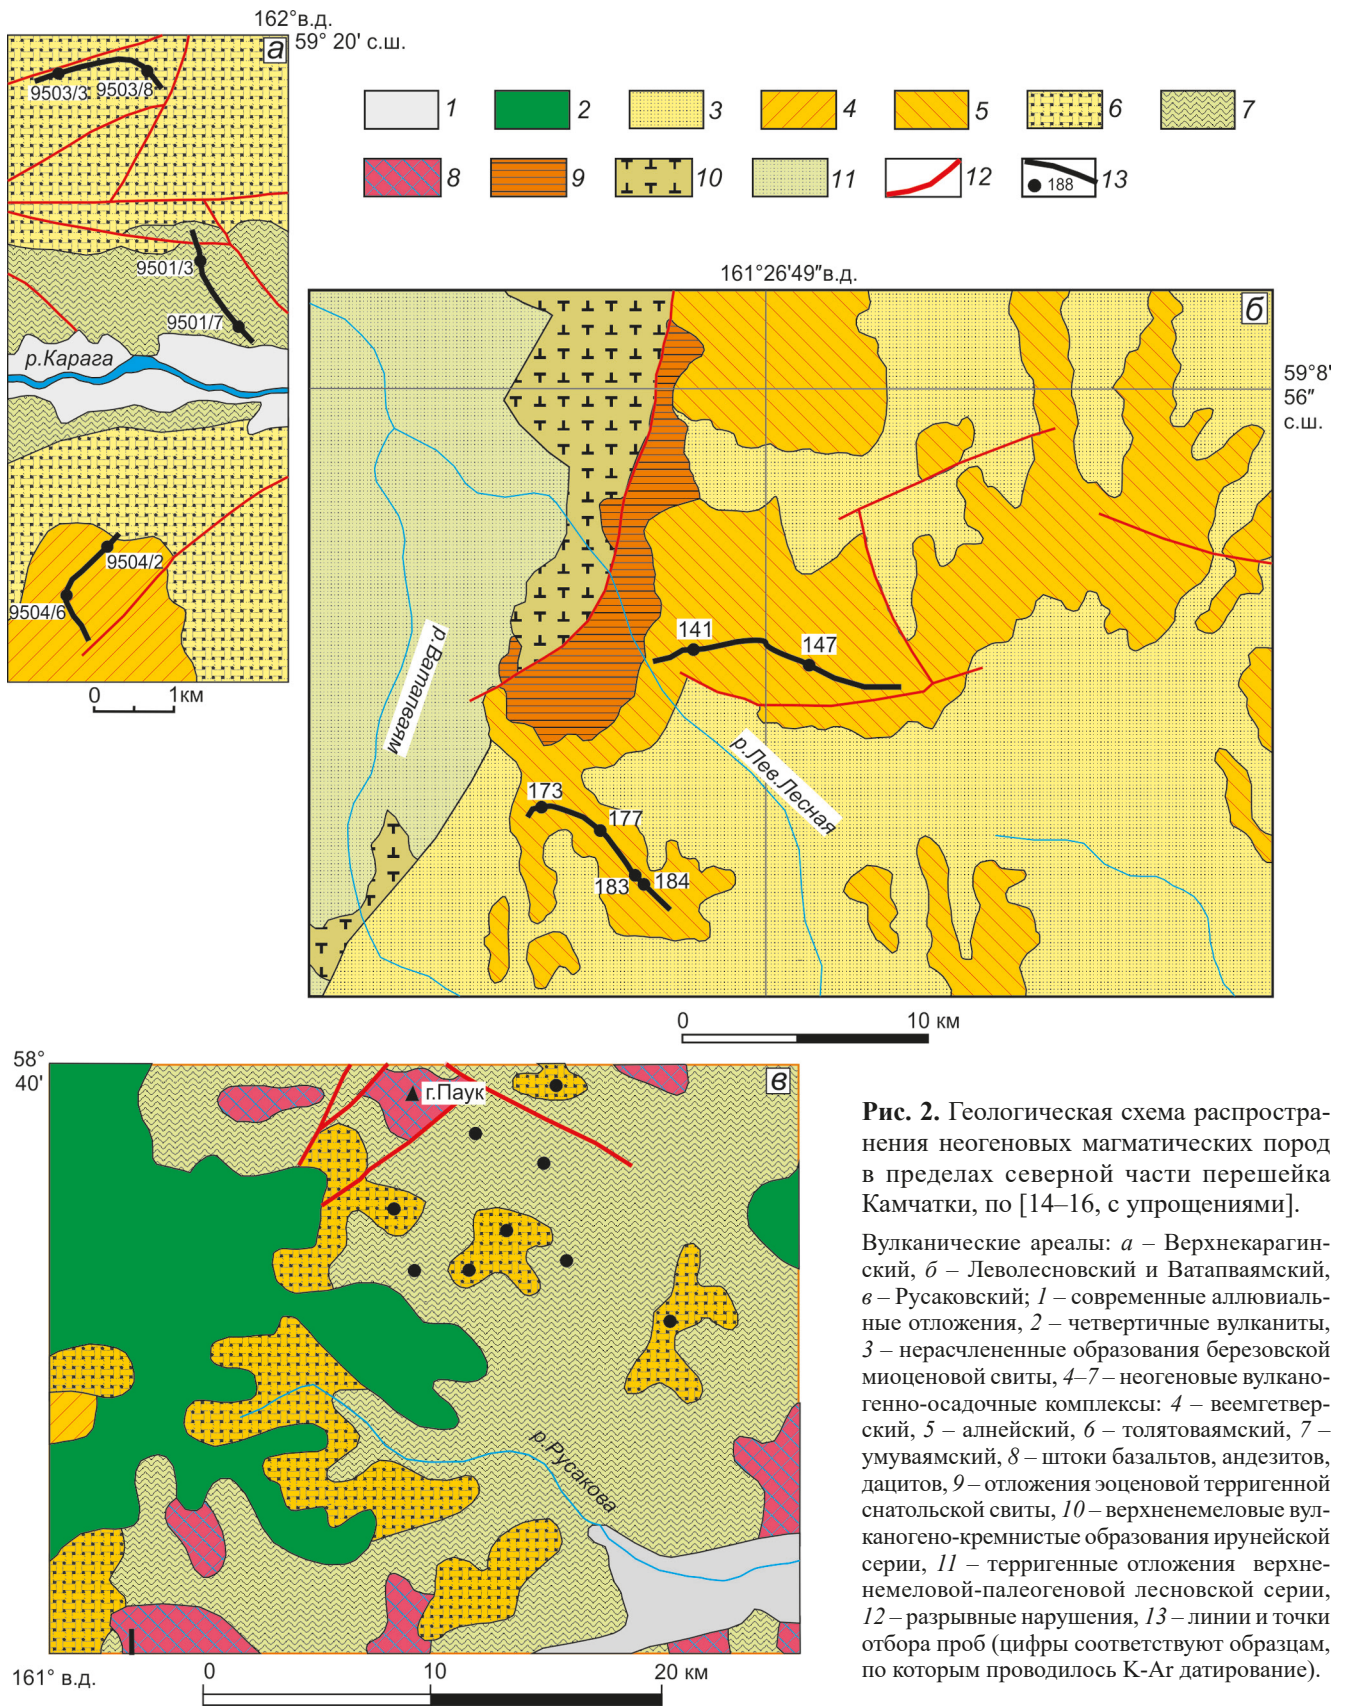 162°в.д.
59° 20' с.ш.
а
9503/3
9503/8
9501/3
9501/7
р.Карага
9504/2
9504/6
0
1км
1
2
3
4
5
6
7
8
9
10
11
12
188
13
161°26'49″в.д.
б
59°8'
56″
с.ш.
р.Ватапваям
141
147
р.Лев.Лесная
173
177
183
184
0
10 км
58°
40'
в
г.Паук
р.Русакова
161° в.д.
0
10
20 км
Рис. 2. Геологическая схема распростра-
нения неогеновых магматических пород
в пределах северной части перешейка
Камчатки, по [14–16, с упрощениями].
Вулканические ареалы: а – Верхнекарагин-
ский, б – Леволесновский и Ватапваямский,
в – Русаковский; 1 – современные аллювиаль-
ные отложения, 2 – четвертичные вулканиты,
3 – нерасчлененные образования березовской
миоценовой свиты, 4–7 – неогеновые вулкано-
генно-осадочные комплексы: 4 – веемгетвер-
ский, 5 – алнейский, 6 – толятоваямский, 7 –
умуваямский, 8 – штоки базальтов, андезитов,
дацитов, 9 – отложения эоценовой терригенной
снатольской свиты, 10 – верхнемеловые вул-
каногено-кремнистые образования ирунейской
серии, 11 – терригенные отложения верхне-
немеловой-палеогеновой лесновской серии,
12 – разрывные нарушения, 13 – линии и точки
отбора проб (цифры соответствуют образцам,
по которым проводилось K-Ar датирование).